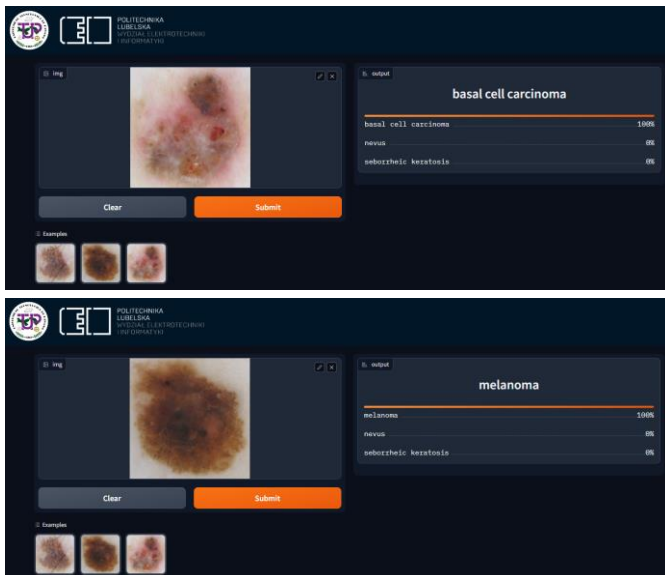 POLITECHNIKA
LUBELSKA
WYDZIAŁ ELEKTROTECHNIKI
I INFORMATYKI
img
output
basal cell carcinoma
basal cell carcinoma 100%
nevus 0%
seborrheic keratosis 0%
Clear
Submit
Examples
POLITECHNIKA
LUBELSKA
WYDZIAŁ ELEKTROTECHNIKI
I INFORMATYKI
img
output
melanoma
melanoma 100%
nevus 0%
seborrheic keratosis 0%
Clear
Submit
Examples